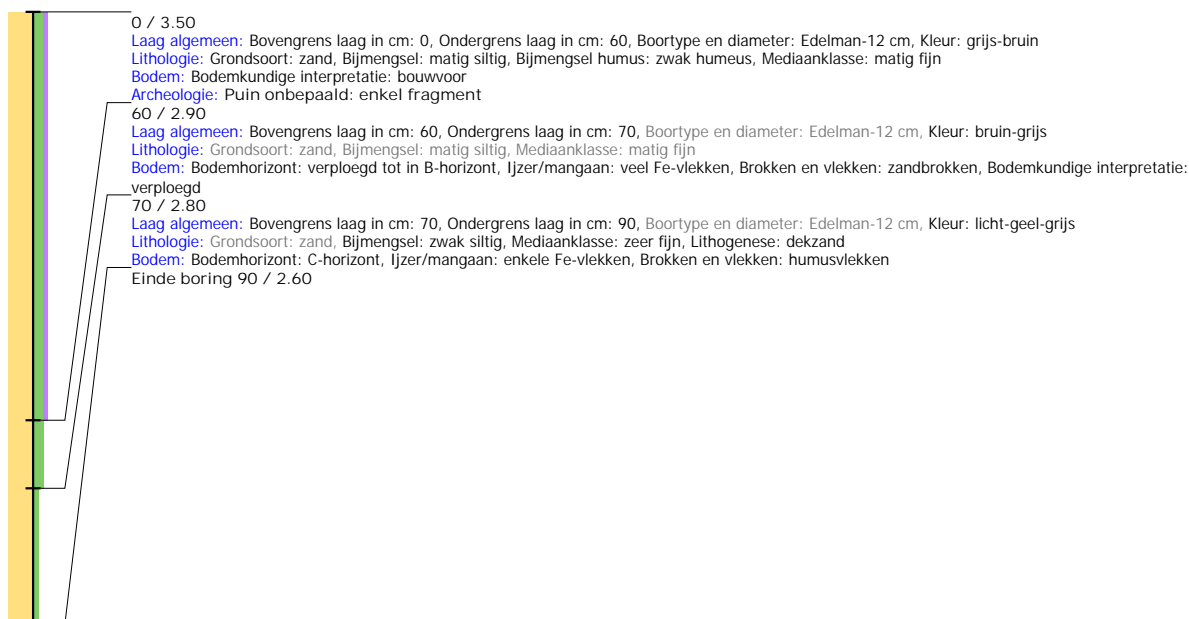 0 / 3.50
Laag algemeen: Bovengrens laag in cm: 0, Ondergrens laag in cm: 60, Boortype en diameter: Edelman-12 cm, Kleur: grijs-bruin
Lithologie: Grondsoort: zand, Bijmengsel: matig siltig, Bijmengsel humus: zwak humeus, Mediaanklasse: matig fijn
Bodem: Bodemkundige interpretatie: bouwvoor
Archeologie: Puin onbepaald: enkel fragment
60 / 2.90
Laag algemeen: Bovengrens laag in cm: 60, Ondergrens laag in cm: 70, Boortype en diameter: Edelman-12 cm, Kleur: bruin-grijs
Lithologie: Grondsoort: zand, Bijmengsel: matig siltig, Mediaanklasse: matig fijn
Bodem: Bodemhorizont: verploegd tot in B-horizont, Ijzer/mangaan: veel Fe-vlekken, Brokken en vlekken: zandbrokken, Bodemkundige interpretatie:
verploegd
70 / 2.80
Laag algemeen: Bovengrens laag in cm: 70, Ondergrens laag in cm: 90, Boortype en diameter: Edelman-12 cm, Kleur: licht-geel-grijs
Lithologie: Grondsoort: zand, Bijmengsel: zwak siltig, Mediaanklasse: zeer fijn, Lithogenese: dekzand
Bodem: Bodemhorizont: C-horizont, Ijzer/mangaan: enkele Fe-vlekken, Brokken en vlekken: humusvlekken
Einde boring 90 / 2.60